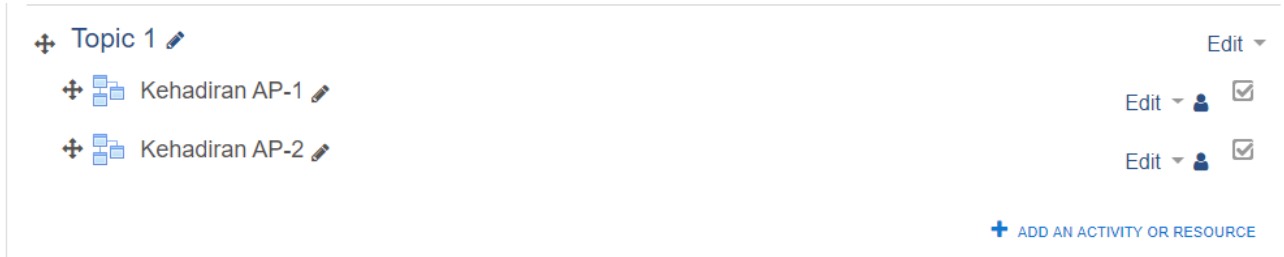 Topic 1
Edit
Kehadiran AP-1
Edit
Kehadiran AP-2
Edit
ADD AN ACTIVITY OR RESOURCE